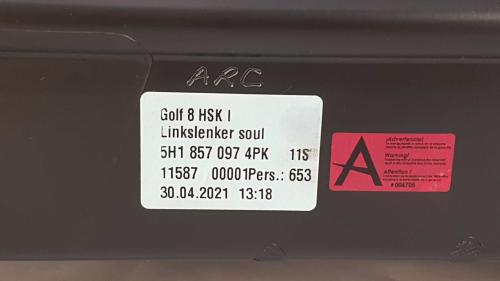 ARC
Golf 8 HSK I
Linkslenker soul
5H1 857 097 4PK 11S
11587 00001Pers.: 653
30.04.2021 13:18
A
¡Advertencia!
Warning!
Attention !
#004705